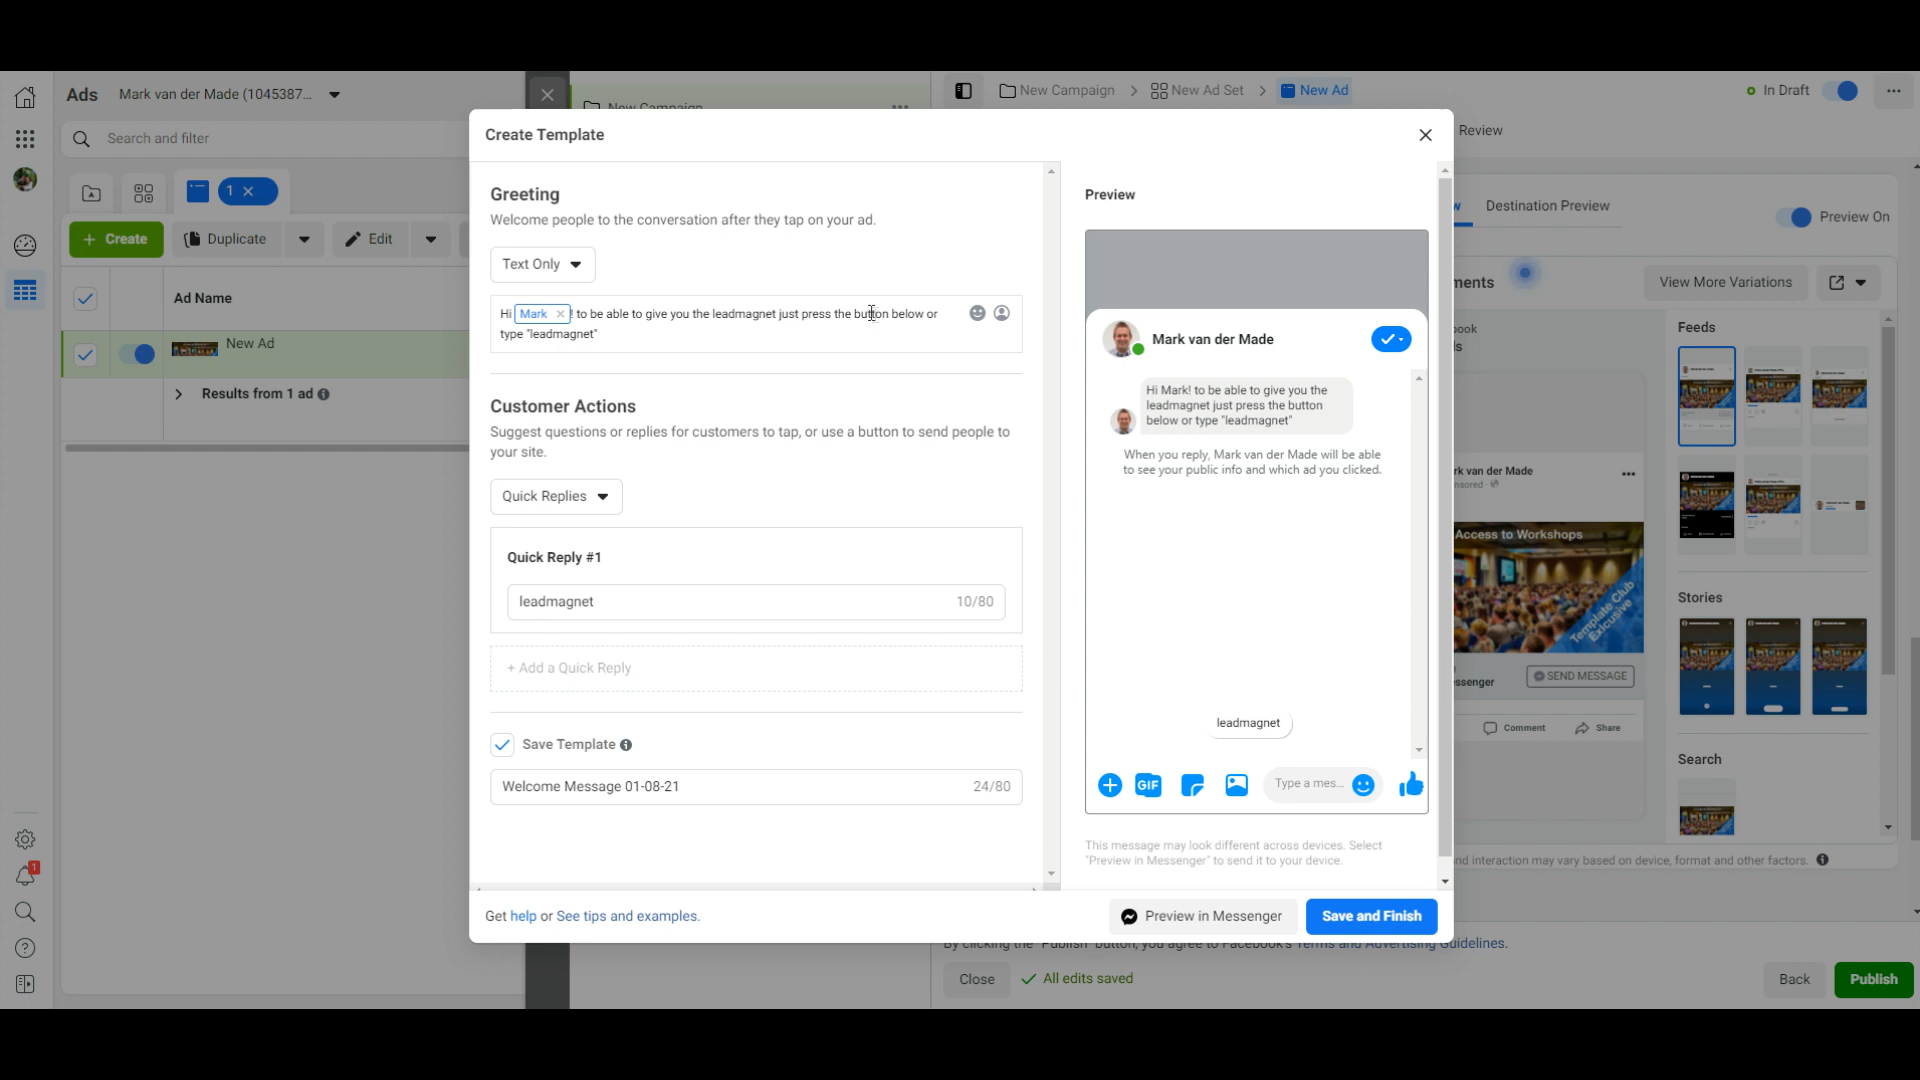 Ads
Mark van der Made (1045387...
New Campaign
New Campaign
New Ad Set
New Ad
In Draft
Search and filter
Create Template
Review
1
Create
Duplicate
Edit
Greeting
Welcome people to the conversation after they tap on your ad.
Text Only
Hi Mark ! to be able to give you the leadmagnet just press the button below or
type "leadmagnet"
Ad Name
New Ad
Results from 1 ad
Customer Actions
Suggest questions or replies for customers to tap, or use a button to send people to
your site.
Quick Replies
Quick Reply #1
leadmagnet
10/80
+ Add a Quick Reply
Save Template
Welcome Message 01-08-21
24/80
Preview
Mark van der Made
Hi Mark! to be able to give you the
leadmagnet just press the button
below or type "leadmagnet"
When you reply, Mark van der Made will be able
to see your public info and which ad you clicked.
leadmagnet
GIF
Type a mes...
This message may look different across devices. Select
"Preview in Messenger" to send it to your device.
Get help or See tips and examples.
Preview in Messenger
Save and Finish
Destination Preview
Preview On
View More Variations
Feeds
van der Made
Access to Workshops
Template Club
Exlcusive
SEND MESSAGE
Comment
Share
Stories
Search
interaction may vary based on device, format and other factors.
By clicking the "Publish" button, you agree to Facebook's Terms and Advertising Guidelines.
Close
All edits saved
Back
Publish
1